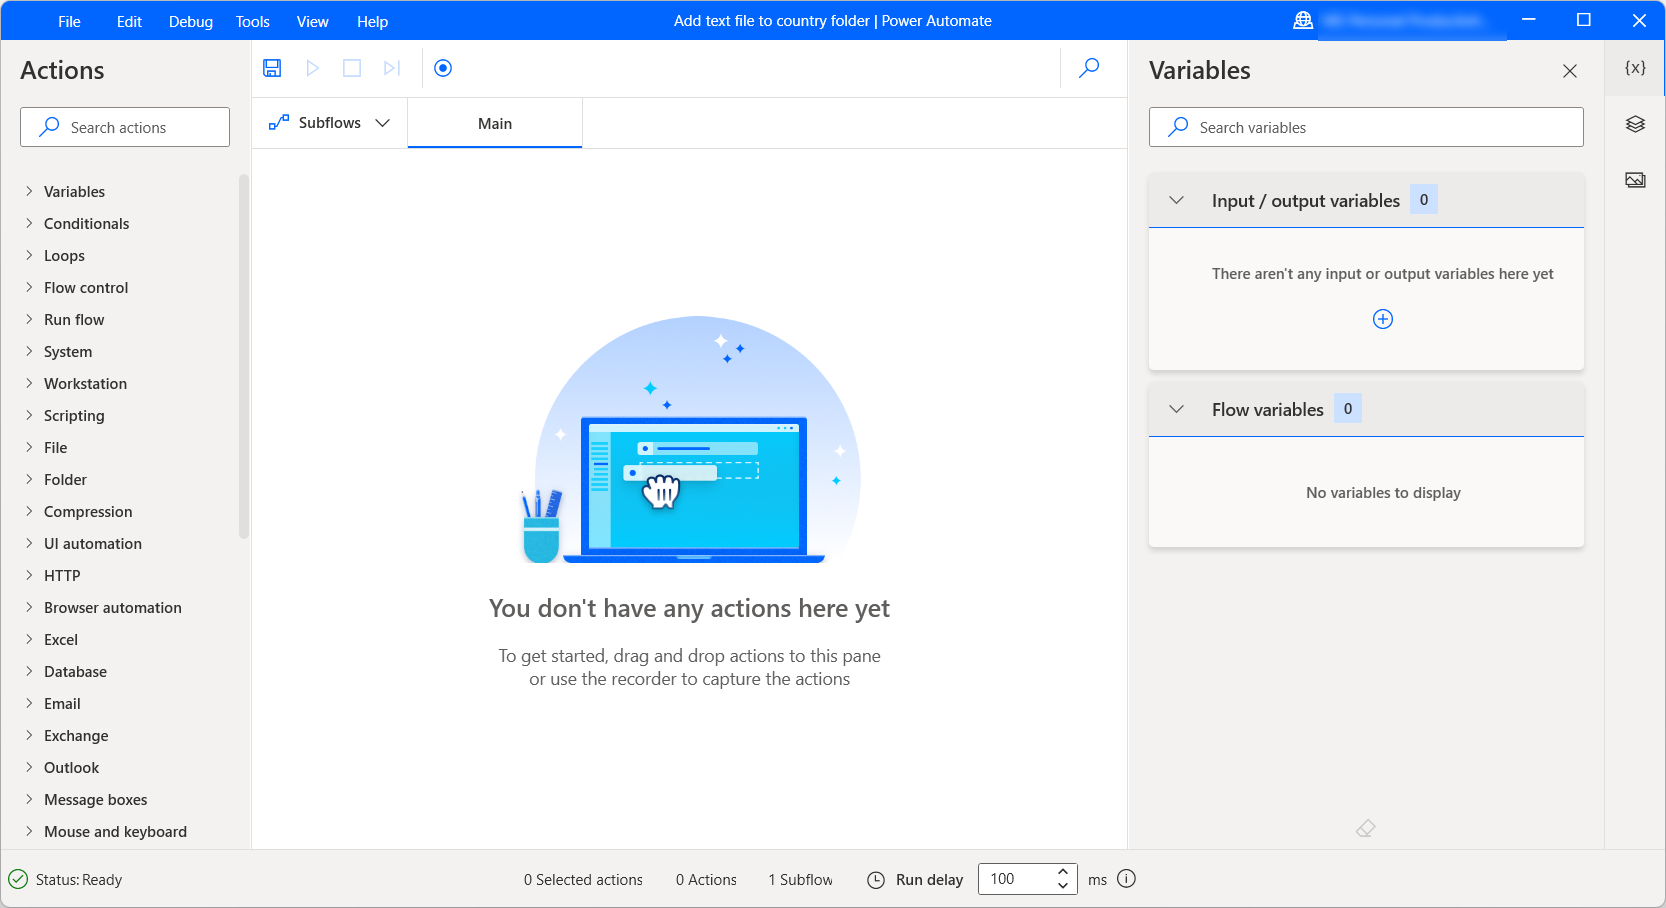 File Edit Debug Tools View Help
Add text file to country folder | Power Automate
Actions
Search actions
Variables
Conditionals
Loops
Flow control
Run flow
System
Workstation
Scripting
File
Folder
Compression
UI automation
HTTP
Browser automation
Excel
Database
Email
Exchange
Outlook
Message boxes
Mouse and keyboard
Subflows
Main
You don't have any actions here yet
To get started, drag and drop actions to this pane
or use the recorder to capture the actions
Variables
{x}
Search variables
Input / output variables 0
There aren't any input or output variables here yet
Flow variables 0
No variables to display
Status: Ready
0 Selected actions
0 Actions
1 Subflow
Run delay
100
ms